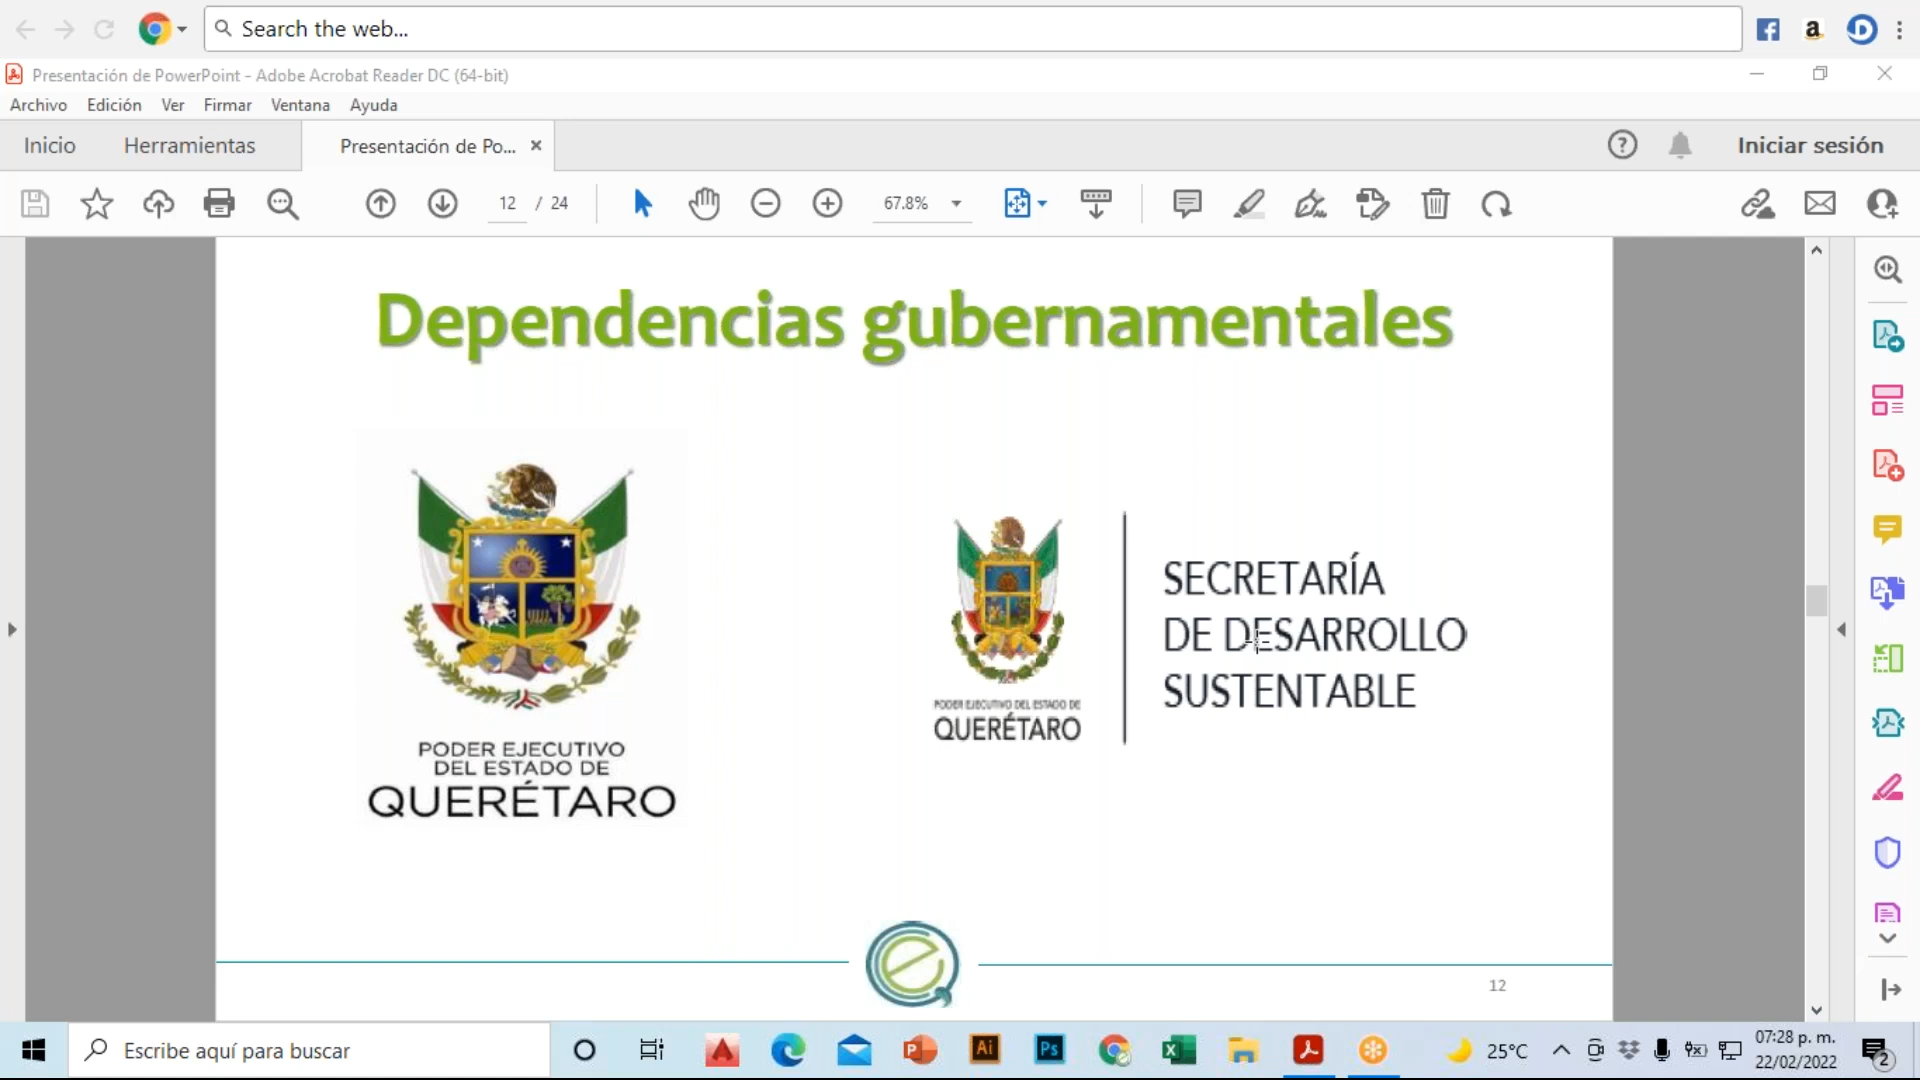 Search the web...
Presentación de PowerPoint - Adobe Acrobat Reader DC (64-bit)
Archivo Edición Ver Firmar Ventana Ayuda
Inicio Herramientas Presentación de Po... Iniciar sesión
12 / 24 67.8%
Dependencias gubernamentales
PODER EJECUTIVO
DEL ESTADO DE
QUERÉTARO
PODER EJECUTIVO DEL ESTADO DE
QUERÉTARO
SECRETARÍA
DE DESARROLLO
SUSTENTABLE
12
Escribe aquí para buscar
Ai
Ps
25°C
07:28 p. m.
22/02/2022
2